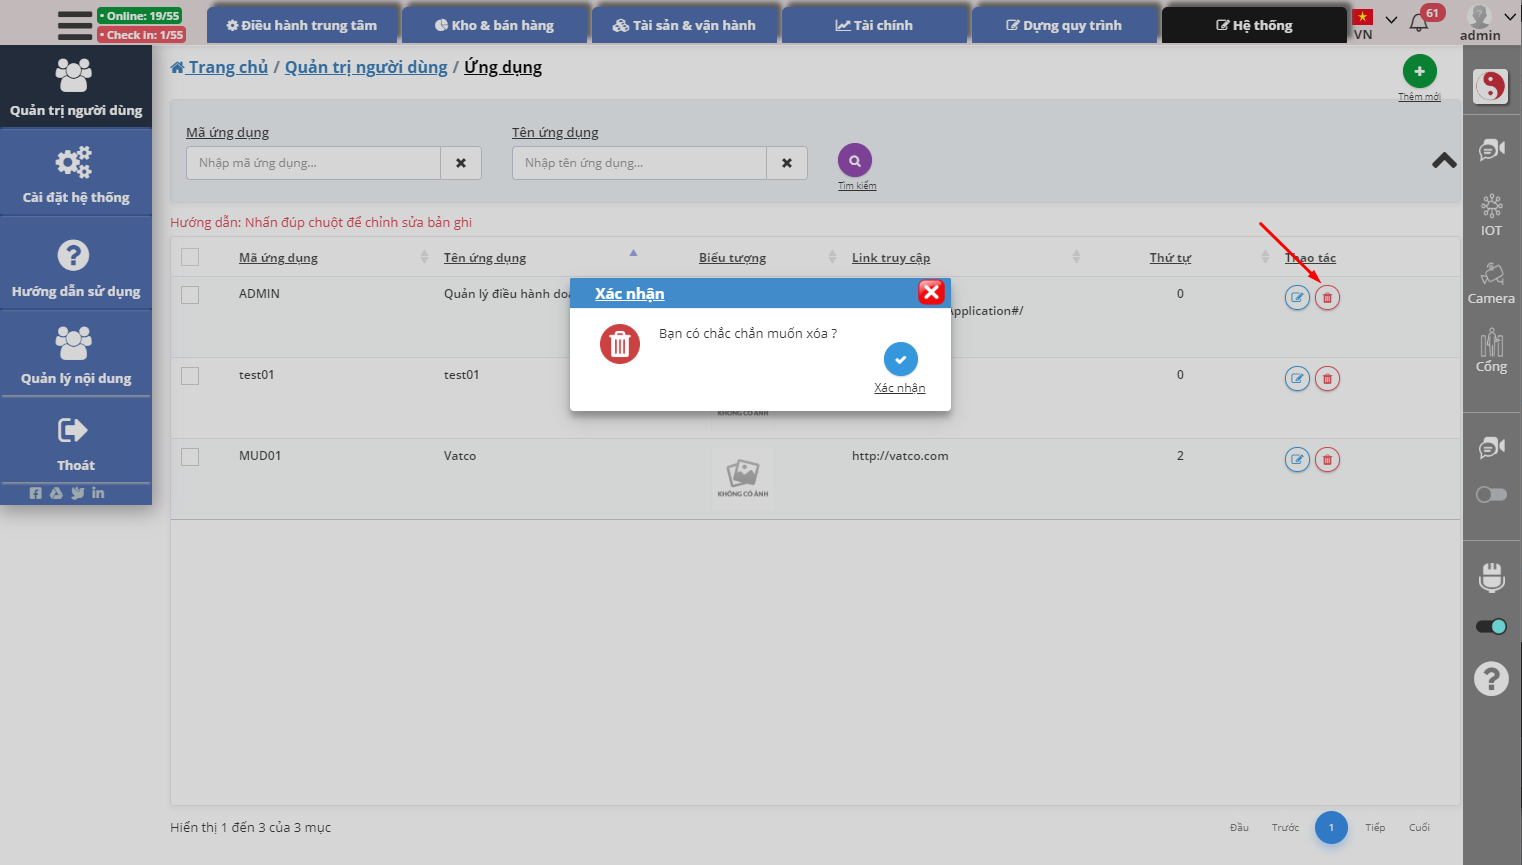 Online: 19/55
Check in: 1/55
Điều hành trung tâm
Kho & bán hàng
Tài sản & vận hành
Tài chính
Dựng quy trình
Hệ thống
VN
61
admin
Quản trị người dùng
Cài đặt hệ thống
Hướng dẫn sử dụng
Quản lý nội dung
Thoát
Trang chủ / Quản trị người dùng / Ứng dụng
Thêm mới
Mã ứng dụng
Tên ứng dụng
Nhập mã ứng dụng...
Nhập tên ứng dụng...
Tìm kiếm
Hướng dẫn: Nhấn đúp chuột để chỉnh sửa bản ghi
Mã ứng dụng
Tên ứng dụng
Biểu tượng
Link truy cập
Thứ tự
Thao tác
ADMIN
Quản lý điều hành
Application#/
0
test01
test01
KHÔNG CÓ ẢNH
0
MUD01
Vatco
KHÔNG CÓ ẢNH
http://vatco.com
2
Xác nhận
Bạn có chắc chắn muốn xóa ?
Xác nhận
Hiển thị 1 đến 3 của 3 mục
Đầu
Trước
1
Tiếp
Cuối
IOT
Camera
Cổng